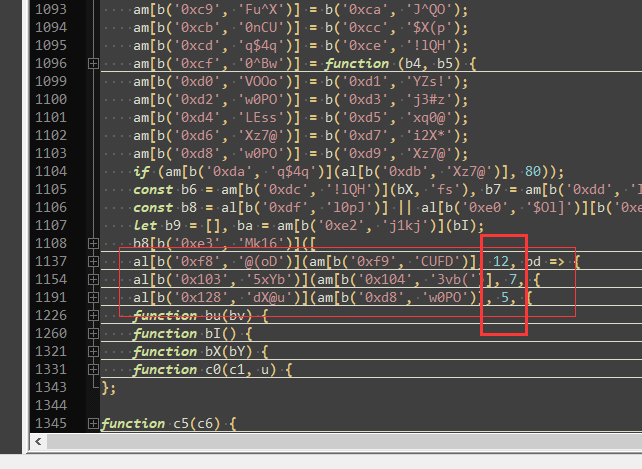 1093 am[b('0xc9', 'Fu^X')] = b('0xca', 'J^QO');
1094 am[b('0xcb', '0nCU')] = b('0xcc', '$X(p');
1095 am[b('0xcd', 'q$4q')] = b('0xce', '!lQH');
1096 am[b('0xcf', '0^Bw')] = function (b4, b5) {
1099 am[b('0xd0', 'VOOo')] = b('0xd1', 'YZs!');
1100 am[b('0xd2', 'w0PO')] = b('0xd3', 'j3#z');
1101 am[b('0xd4', 'LEss')] = b('0xd5', 'xq0@');
1102 am[b('0xd6', 'Xz7@')] = b('0xd7', 'i2X*');
1103 am[b('0xd8', 'w0PO')] = b('0xd9', 'Xz7@');
1104 if (am[b('0xda', 'q$4q')](al[b('0xdb', 'Xz7@')], 80));
1105 const b6 = am[b('0xdc', '!lQH')](bX, 'fs'), b7 = am[b('0xdd', 'l
1106 const b8 = al[b('0xdf', 'l0pJ')] || al[b('0xe0', '$Ol]')][b('0xe
1107 let b9 = [], ba = am[b('0xe2', 'j1kj')](bI);
1108 b8[b('0xe3', 'Mk16')]([
1137 al[b('0xf8', '@(oD')](am[b('0xf9', 'CUFD')], 12, bd => {
1154 al[b('0x103', '5xYb')](am[b('0x104', '3vb(')], 7, {
1191 al[b('0x128', 'dX@u')](am[b('0xd8', 'w0PO')], 5, {
1226 function bu(bv) {
1260 function bI() {
1321 function bX(bY) {
1331 function c0(c1, u) {
1343 };
1344
1345 function c5(c6) {